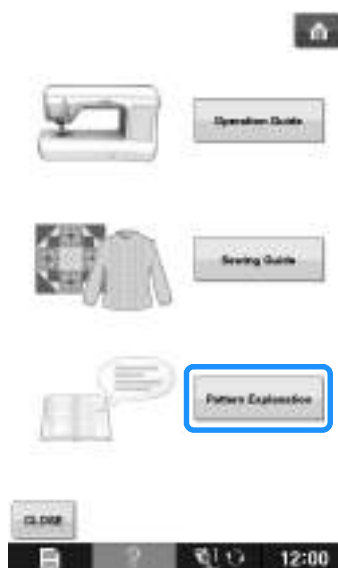 Operation Guide
Sewing Guide
Pattern Explanation
CLOSE
?
12:00